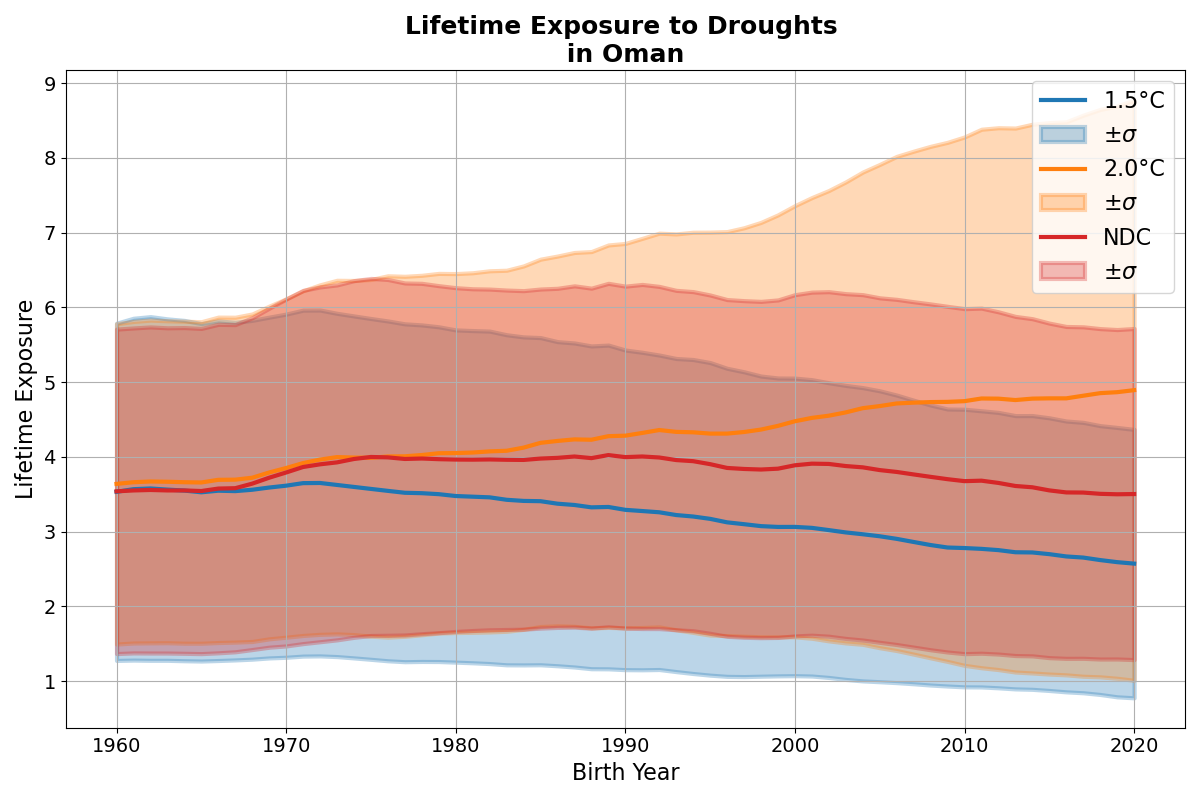 Lifetime Exposure to Droughts
in Oman
9
8
7
6
5
4
3
2
1
Lifetime Exposure
1960
1970
1980
1990
2000
2010
2020
Birth Year
1.5°C
±σ
2.0°C
±σ
NDC
±σ